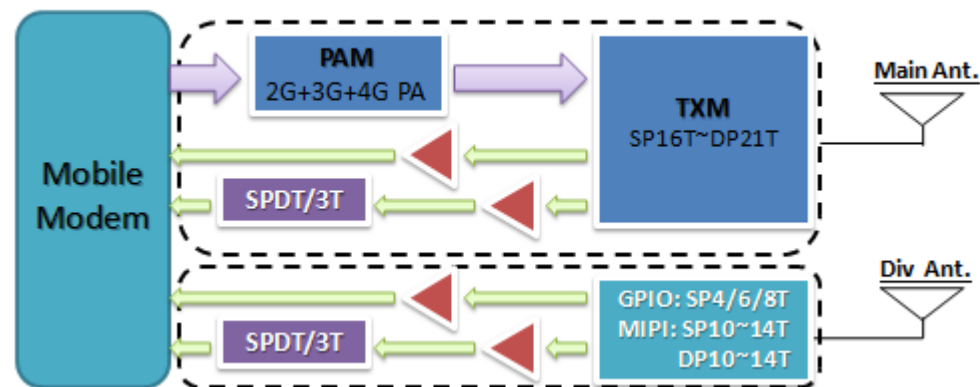 PAM
2G+3G+4G PA
TXM
SP16T~DP21T
Main Ant.
Mobile
Modem
SPDT/3T
Div Ant.
GPIO: SP4/6/8T
MIPI: SP10~14T
DP10~14T
SPDT/3T